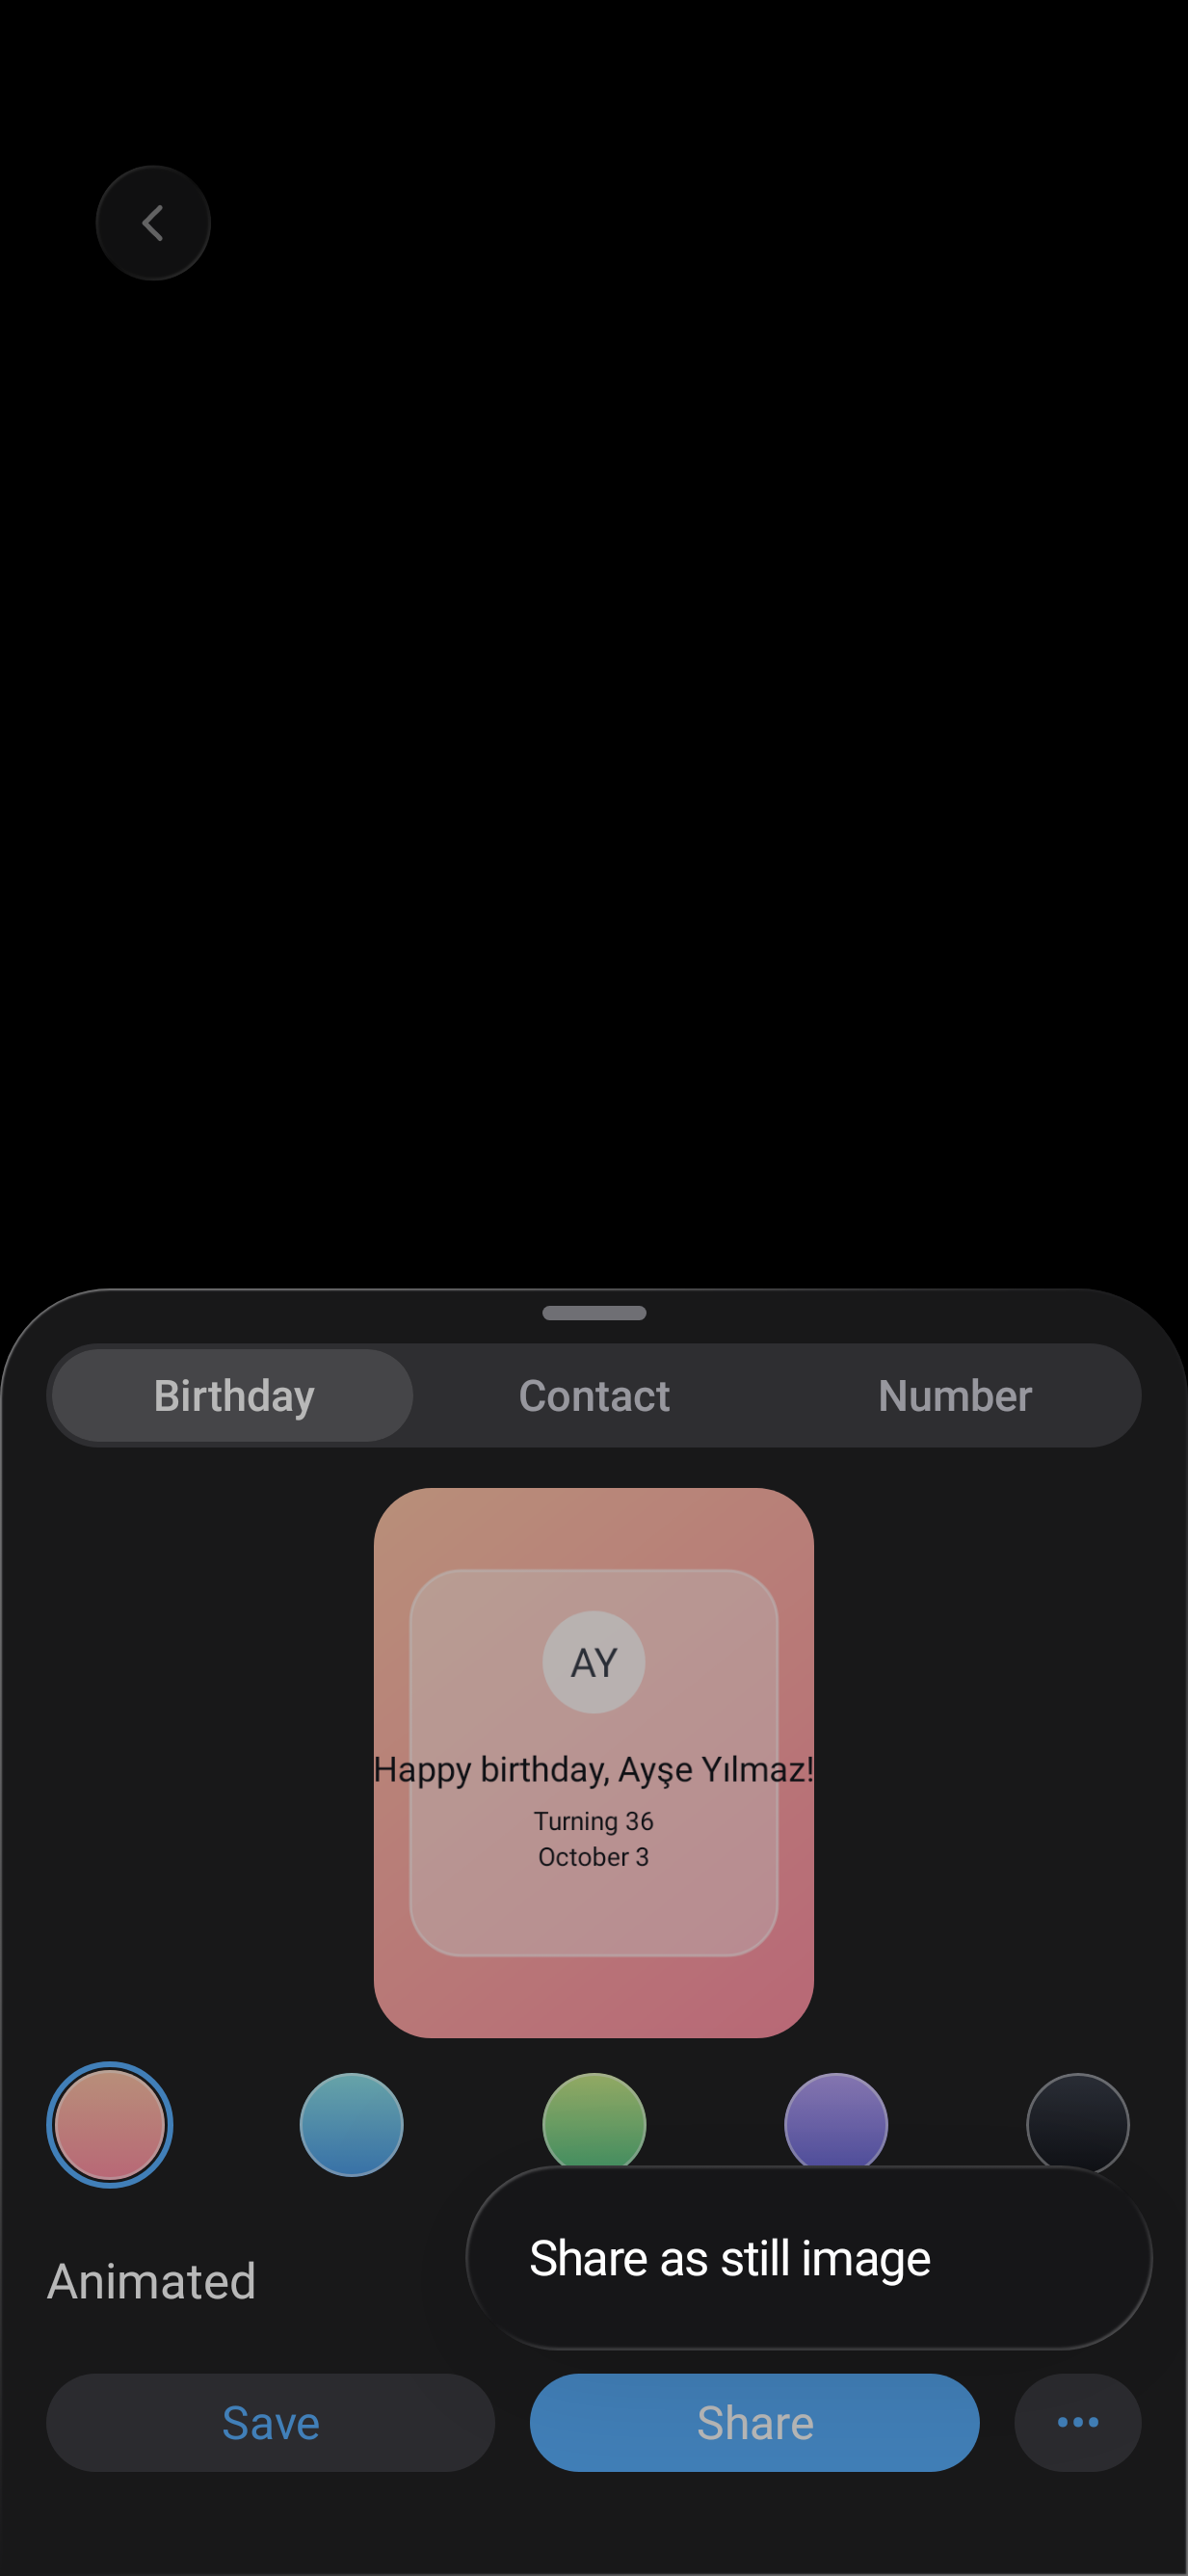 Birthday
Contact
Number
AY
Happy birthday, Ayşe Yılmaz!
Turning 36
October 3
Share as still image
Animated
Save
Share